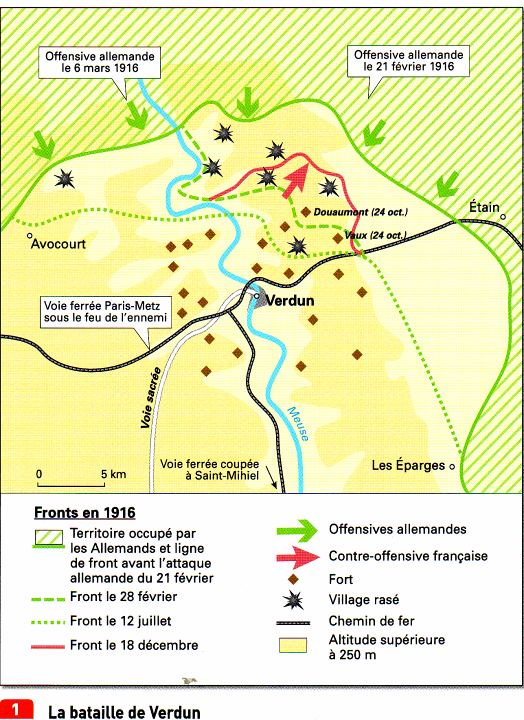 Offensive allemande
le 6 mars 1916
Offensive allemande
le 21 février 1916
Étain
Douaumont (24 oct.)
Vaux (24 oct.)
Avocourt
Voie ferrée Paris-Metz
sous le feu de l'ennemi
Verdun
Voie sacrée
Meuse
Voie ferrée coupée
à Saint-Mihiel
Les Éparges
0 5 km
Fronts en 1916
Territoire occupé par
les Allemands et ligne
de front avant l'attaque
allemande du 21 février
Front le 28 février
Front le 12 juillet
Front le 18 décembre
Offensives allemandes
Contre-offensive française
Fort
Village rasé
Chemin de fer
Altitude supérieure
à 250 m
1 La bataille de Verdun